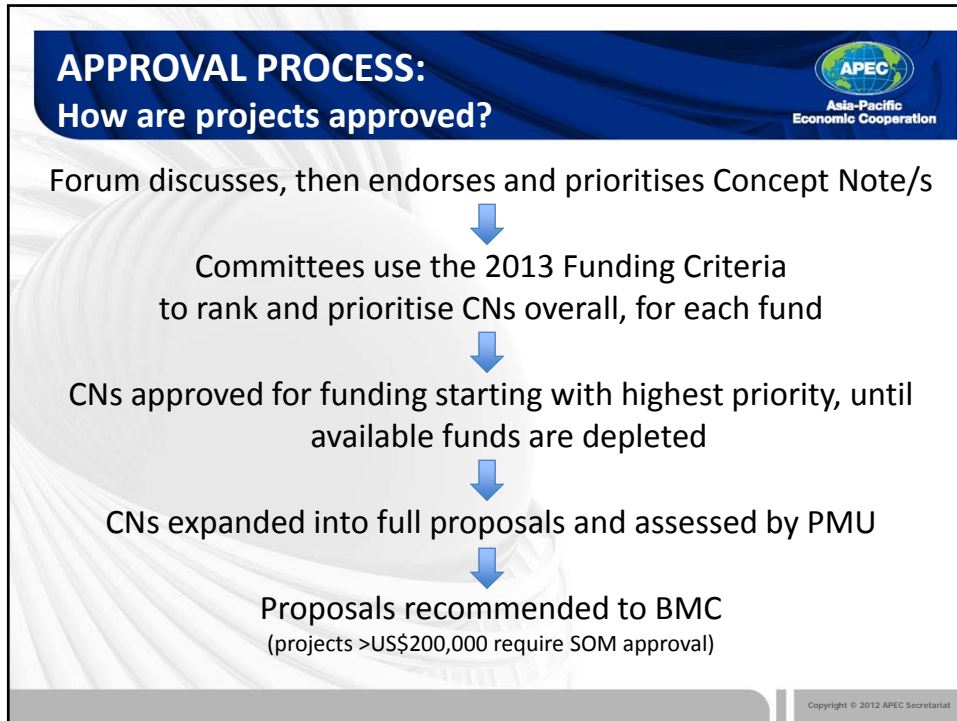 APPROVAL PROCESS:
How are projects approved?
APEC
Asia-Pacific
Economic Cooperation
Forum discusses, then endorses and prioritises Concept Note/s
Committees use the 2013 Funding Criteria
to rank and prioritise CNs overall, for each fund
CNs approved for funding starting with highest priority, until
available funds are depleted
CNs expanded into full proposals and assessed by PMU
Proposals recommended to BMC
(projects >US$200,000 require SOM approval)
Copyright © 2012 APEC Secretariat